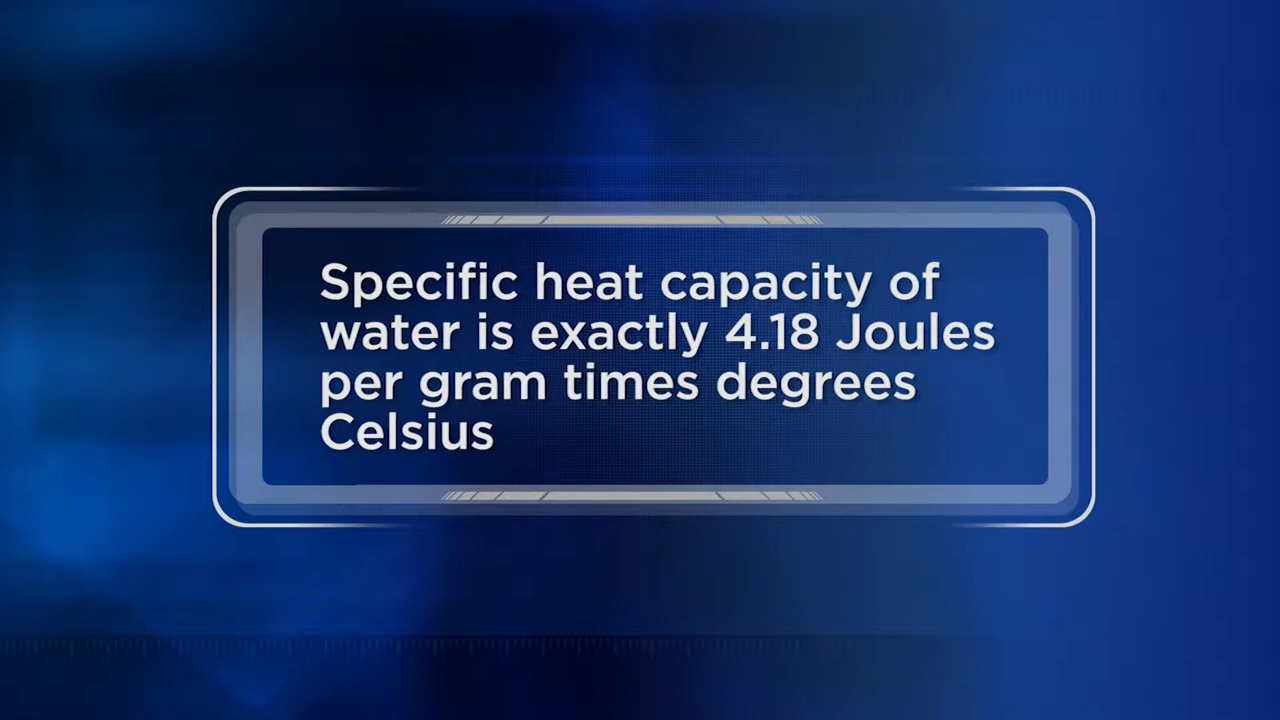 Specific heat capacity of
water is exactly 4.18 Joules
per gram times degrees
Celsius